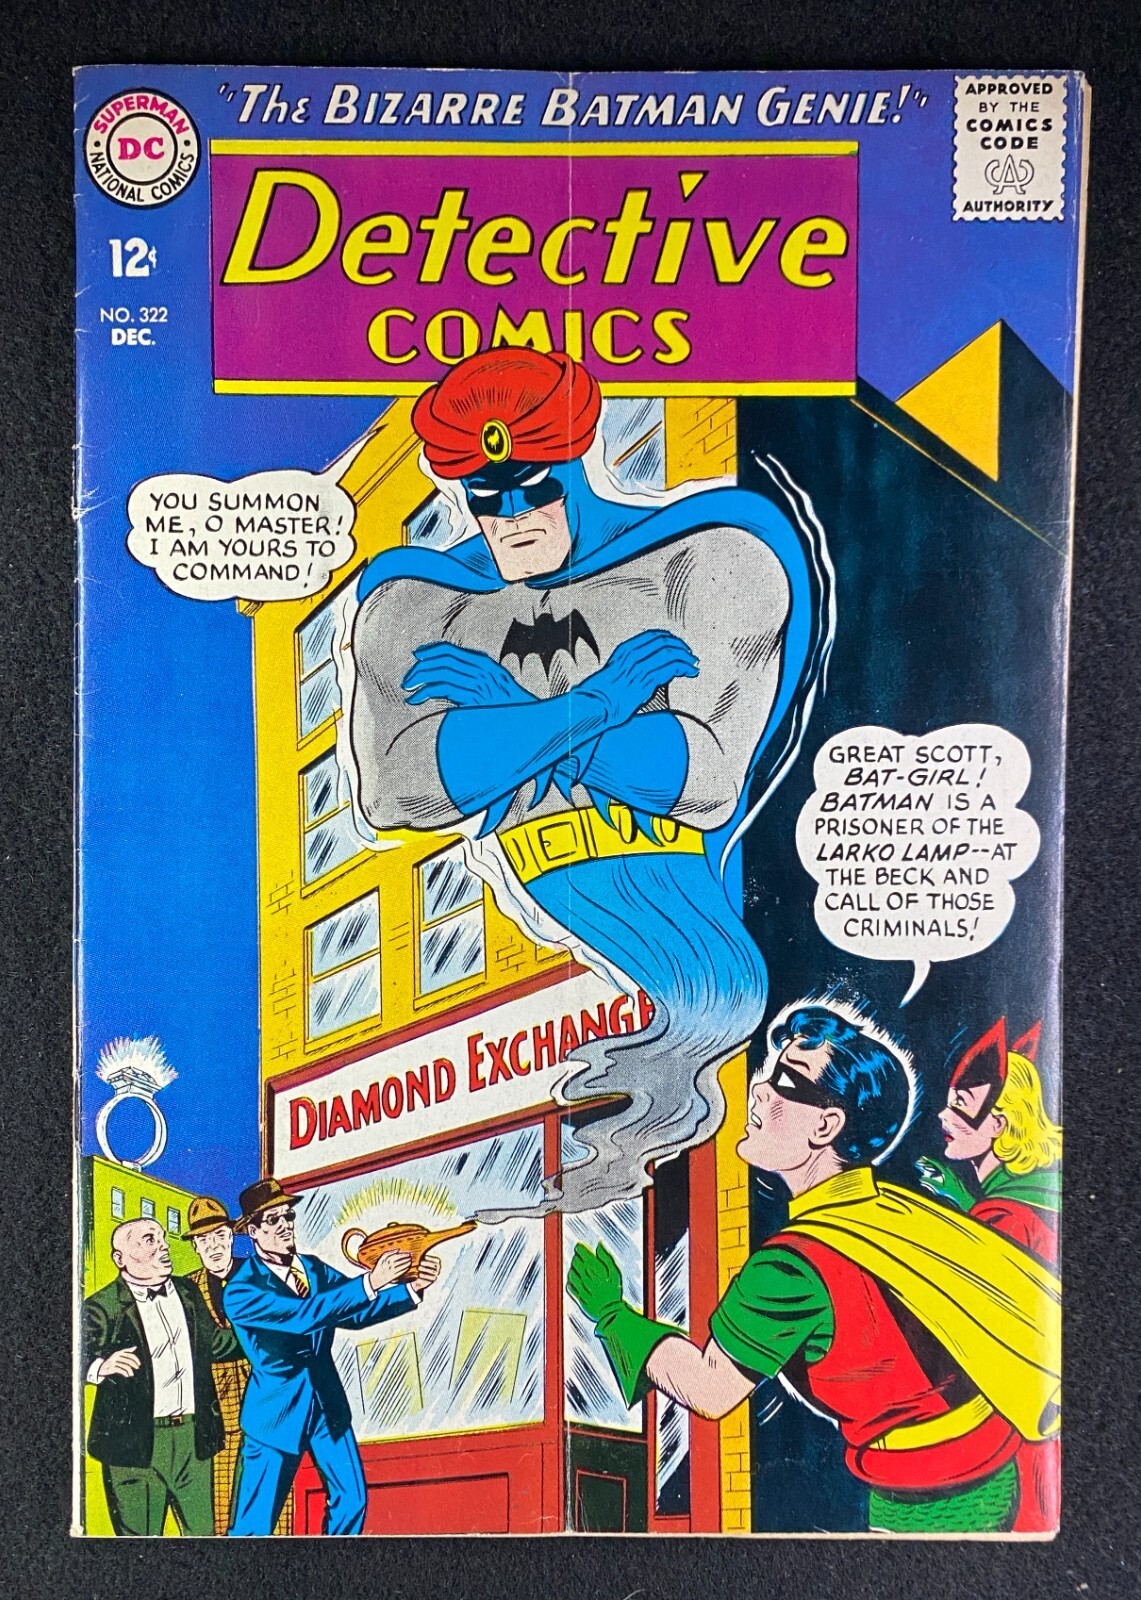 "The BIZARRE BATMAN GENIE!"
SUPERMAN
DC
NATIONAL COMICS
APPROVED
BY THE
COMICS
CODE
CA
AUTHORITY
Detective
COMICS
12¢
NO. 322
DEC.
YOU SUMMON
ME, O MASTER!
I AM YOURS TO
COMMAND!
GREAT SCOTT,
BAT-GIRL!
BATMAN IS A
PRISONER OF THE
LARKO LAMP--AT
THE BECK AND
CALL OF THOSE
CRIMINALS!
DIAMOND EXCHANGE